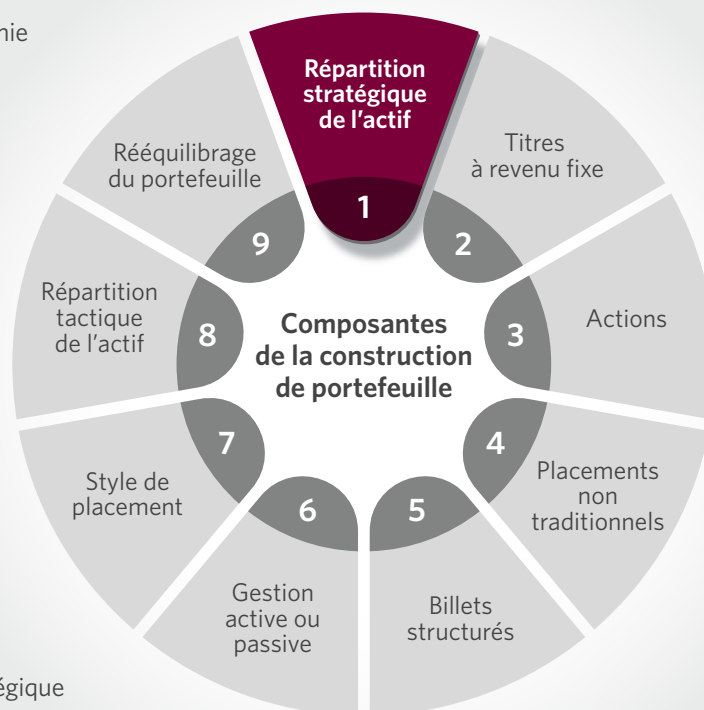 nie
Répartition
stratégique
de l'actif
1
Titres
à revenu fixe
2
Actions
3
Placements
non
traditionnels
4
Billets
structurés
5
Gestion
active ou
passive
6
Style de
placement
7
Répartition
tactique
de l'actif
8
Rééquilibrage
du portefeuille
9
Composantes
de la construction
de portefeuille
égique